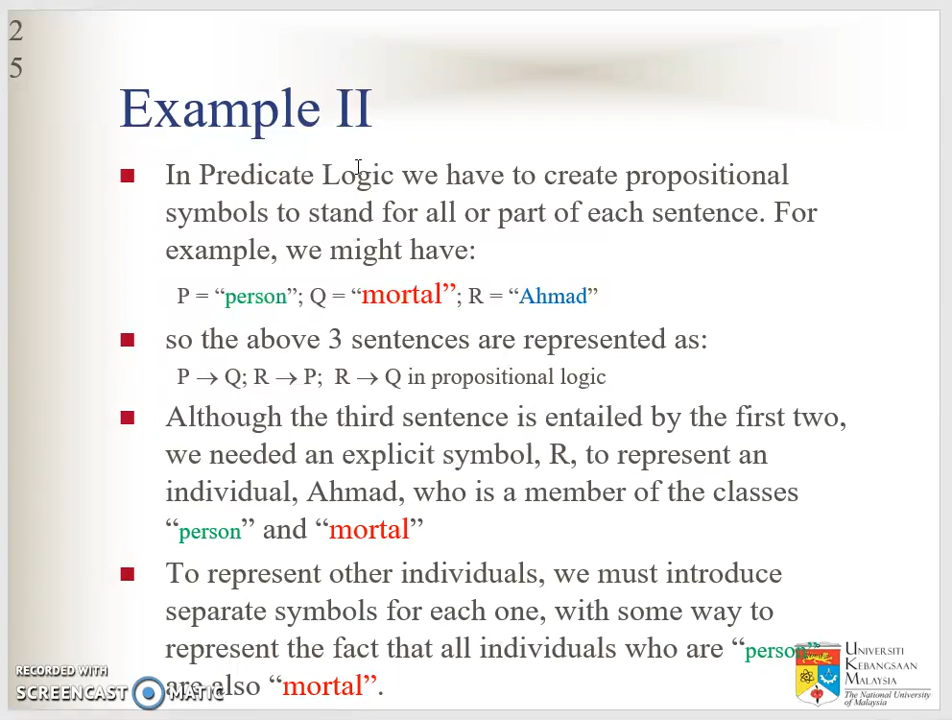 2
5
Example II
In Predicate Logic we have to create propositional
symbols to stand for all or part of each sentence. For
example, we might have:
P = “person”; Q = “mortal”; R = “Ahmad”
so the above 3 sentences are represented as:
P → Q; R → P; R → Q in propositional logic
Although the third sentence is entailed by the first two,
we needed an explicit symbol, R, to represent an
individual, Ahmad, who is a member of the classes
“person” and “mortal”
To represent other individuals, we must introduce
separate symbols for each one, with some way to
represent the fact that all individuals who are “person”
are also “mortal”.
RECORDED WITH
SCREENCAST MATIC
UNIVERSITI
KEBANGSAAN
MALAYSIA
The National University
of Malaysia